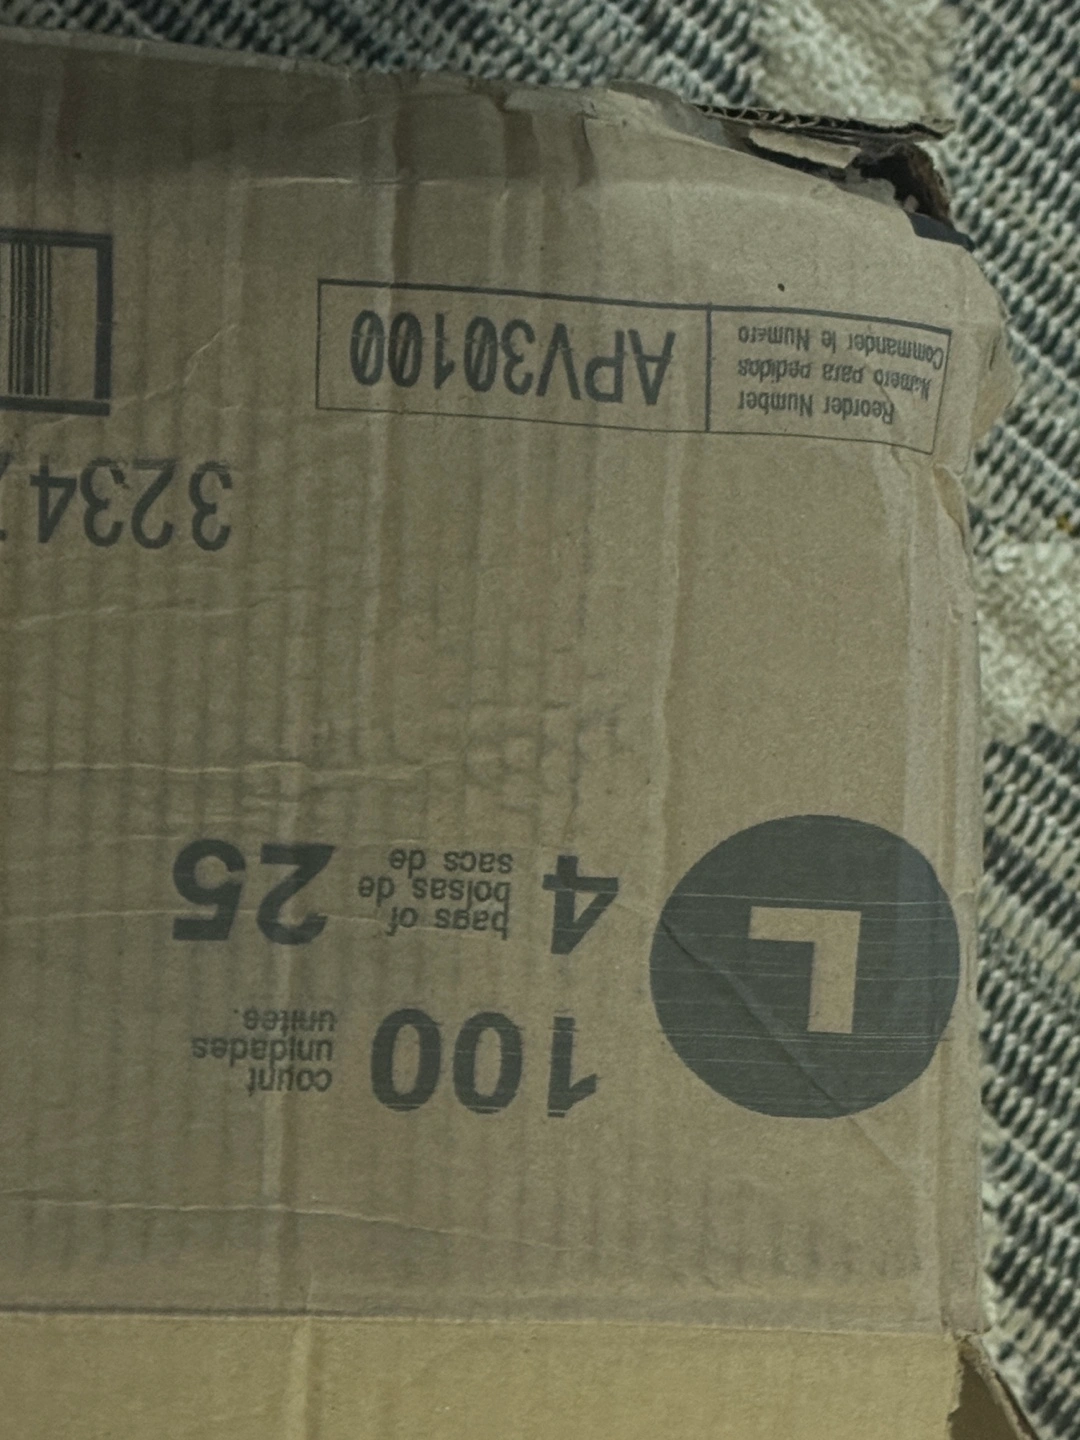 L
100
count
unidades
unités.
4
bags of
bolsas de
sacs de
25
3234
Reorder Number
Número para pedidos
Commander le Numéro
APV30100